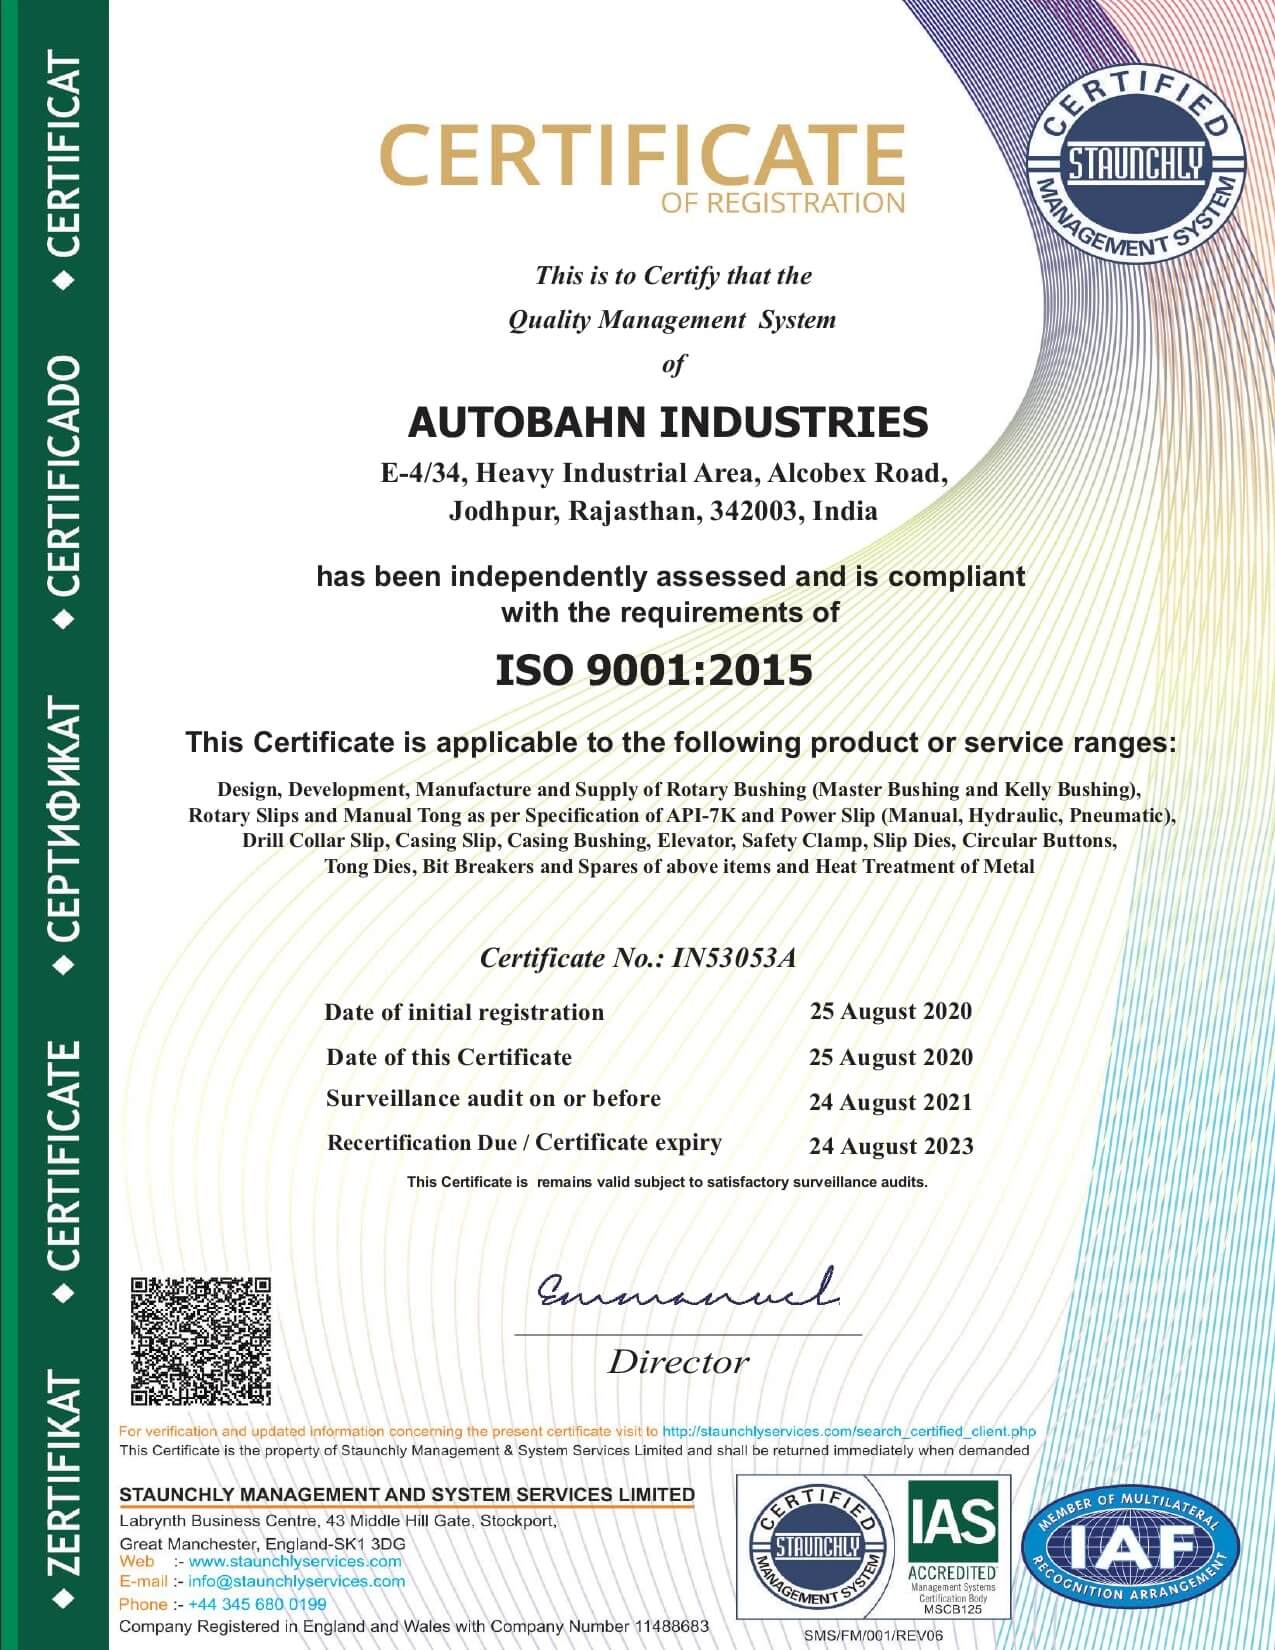 CERTIFICATE
OF REGISTRATION
CERTIFIED
STAUNCHLY
MANAGEMENT SYSTEM
This is to Certify that the
Quality Management System
of
AUTOBAHN INDUSTRIES
E-4/34, Heavy Industrial Area, Alcobex Road,
Jodhpur, Rajasthan, 342003, India
has been independently assessed and is compliant
with the requirements of
ISO 9001:2015
This Certificate is applicable to the following product or service ranges:
Design, Development, Manufacture and Supply of Rotary Bushing (Master Bushing and Kelly Bushing),
Rotary Slips and Manual Tong as per Specification of API-7K and Power Slip (Manual, Hydraulic, Pneumatic),
Drill Collar Slip, Casing Slip, Casing Bushing, Elevator, Safety Clamp, Slip Dies, Circular Buttons,
Tong Dies, Bit Breakers and Spares of above items and Heat Treatment of Metal
Certificate No.: IN53053A
Date of initial registration 25 August 2020
Date of this Certificate 25 August 2020
Surveillance audit on or before 24 August 2021
Recertification Due / Certificate expiry 24 August 2023
This Certificate is remains valid subject to satisfactory surveillance audits.
Emmanuel
Director
For verification and updated information concerning the present certificate visit to http://staunchlyservices.com/search_certified_client.php
This Certificate is the property of Staunchly Management & System Services Limited and shall be returned immediately when demanded
STAUNCHLY MANAGEMENT AND SYSTEM SERVICES LIMITED
Labrynth Business Centre, 43 Middle Hill Gate, Stockport,
Great Manchester, England-SK1 3DG
Web :- www.staunchlyservices.com
E-mail :- info@staunchlyservices.com
Phone :- +44 345 680 0199
Company Registered in England and Wales with Company Number 11488683
CERTIFIED
STAUNCHLY
MANAGEMENT SYSTEM
IAS
ACCREDITED
Management Systems
Certification Body
MSCB125
MEMBER OF MULTILATERAL
IAF
RECOGNITION ARRANGEMENT
SMS/FM/001/REV06
◆ ZERTIFIKAT ◆ CERTIFICATE ◆ СЕРТИФИКАТ ◆ CERTIFICADO ◆ CERTIFICAT